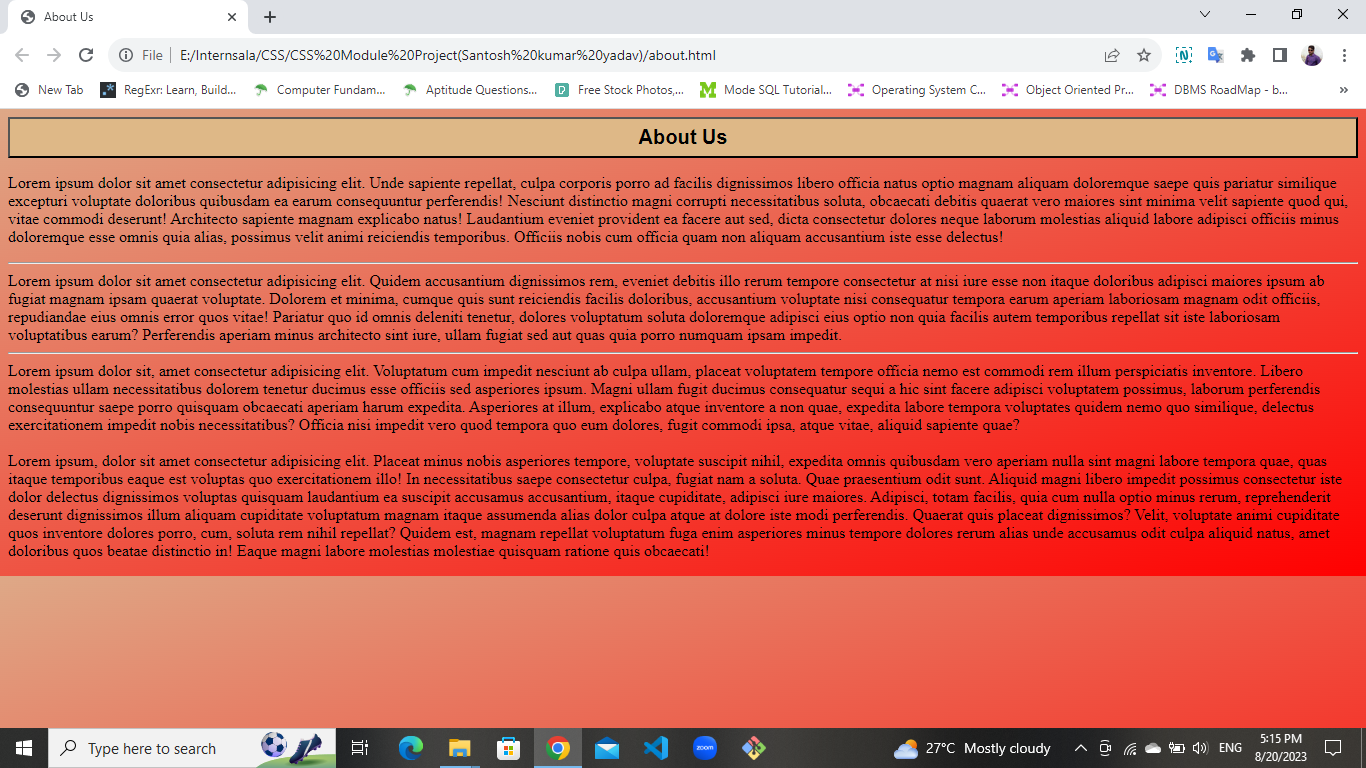 About Us
File
E:/Internsala/CSS/CSS%20Module%20Project(Santosh%20kumar%20yadav)/about.html
New Tab
RegExr: Learn, Build...
Computer Fundam...
Aptitude Questions...
Free Stock Photos,...
Mode SQL Tutorial...
Operating System C...
Object Oriented Pr...
DBMS RoadMap - b...
»
About Us
Lorem ipsum dolor sit amet consectetur adipisicing elit. Unde sapiente repellat, culpa corporis porro ad facilis dignissimos libero officia natus optio magnam aliquam doloremque saepe quis pariatur similique
excepturi voluptate doloribus quibusdam ea earum consequuntur perferendis! Nesciunt distinctio magni corrupti necessitatibus soluta, obcaecati debitis quaerat vero maiores sint minima velit sapiente quod qui,
vitae commodi deserunt! Architecto sapiente magnam explicabo natus! Laudantium eveniet provident ea facere aut sed, dicta consectetur dolores neque laborum molestias aliquid labore adipisci officiis minus
doloremque esse omnis quia alias, possimus velit animi reiciendis temporibus. Officiis nobis cum officia quam non aliquam accusantium iste esse delectus!
Lorem ipsum dolor sit amet consectetur adipisicing elit. Quidem accusantium dignissimos rem, eveniet debitis illo rerum tempore consectetur at nisi iure esse non itaque doloribus adipisci maiores ipsum ab
fugiat magnam ipsam quaerat voluptate. Dolorem et minima, cumque quis sunt reiciendis facilis doloribus, accusantium voluptate nisi consequatur tempora earum aperiam laboriosam magnam odit officiis,
repudiandae eius omnis error quos vitae! Pariatur quo id omnis deleniti tenetur, dolores voluptatum soluta doloremque adipisci eius optio non quia facilis autem temporibus repellat sit iste laboriosam
voluptatibus earum? Perferendis aperiam minus architecto sint iure, ullam fugiat sed aut quas quia porro numquam ipsam impedit.
Lorem ipsum dolor sit, amet consectetur adipisicing elit. Voluptatum cum impedit nesciunt ab culpa ullam, placeat voluptatem tempore officia nemo est commodi rem illum perspiciatis inventore. Libero
molestias ullam necessitatibus dolorem tenetur ducimus esse officiis sed asperiores ipsum. Magni ullam fugit ducimus consequatur sequi a hic sint facere adipisci voluptatem possimus, laborum perferendis
consequuntur saepe porro quisquam obcaecati aperiam harum expedita. Asperiores at illum, explicabo atque inventore a non quae, expedita labore tempora voluptates quidem nemo quo similique, delectus
exercitationem impedit nobis necessitatibus? Officia nisi impedit vero quod tempora quo eum dolores, fugit commodi ipsa, atque vitae, aliquid sapiente quae?
Lorem ipsum, dolor sit amet consectetur adipisicing elit. Placeat minus nobis asperiores tempore, voluptate suscipit nihil, expedita omnis quibusdam vero aperiam nulla sint magni labore tempora quae, quas
itaque temporibus eaque est voluptas quo exercitationem illo! In necessitatibus saepe consectetur culpa, fugiat nam a soluta. Quae praesentium odit sunt. Aliquid magni libero impedit possimus consectetur iste
dolor delectus dignissimos voluptas quisquam laudantium ea suscipit accusamus accusantium, itaque cupiditate, adipisci iure maiores. Adipisci, totam facilis, quia cum nulla optio minus rerum, reprehenderit
deserunt dignissimos illum aliquam cupiditate voluptatum magnam itaque assumenda alias dolor culpa atque at dolore iste modi perferendis. Quaerat quis placeat dignissimos? Velit, voluptate animi cupiditate
quos inventore dolores porro, cum, soluta rem nihil repellat? Quidem est, magnam repellat voluptatum fuga enim asperiores minus tempore dolores rerum alias unde accusamus odit culpa aliquid natus, amet
doloribus quos beatae distinctio in! Eaque magni labore molestias molestiae quisquam ratione quis obcaecati!
Type here to search
zoom
27°C Mostly cloudy
ENG
5:15 PM
8/20/2023